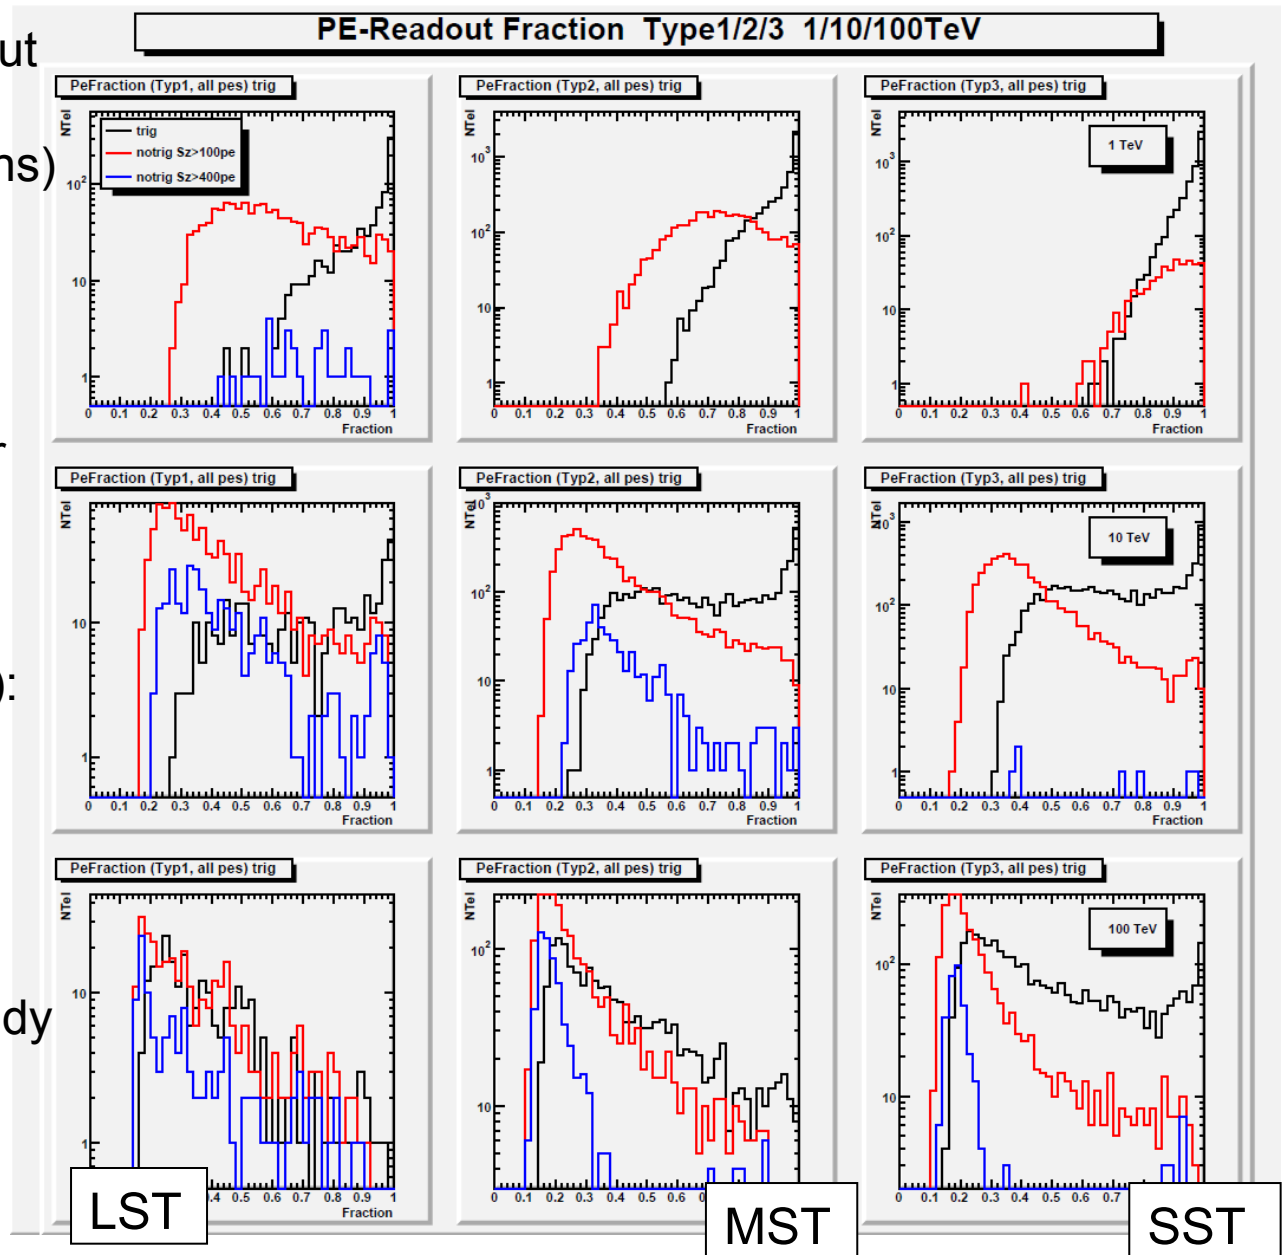 ut
PE-Readout Fraction Type1/2/3 1/10/100TeV
ns)
dy
PeFraction (Typ1, all pes) trig
NTel
trig
notrig Sz>100pe
notrig Sz>400pe
10²
10
1
0 0.1 0.2 0.3 0.4 0.5 0.6 0.7 0.8 0.9 1
Fraction
PeFraction (Typ2, all pes) trig
NTel
10³
10²
10
1
0 0.1 0.2 0.3 0.4 0.5 0.6 0.7 0.8 0.9 1
Fraction
PeFraction (Typ3, all pes) trig
NTel
1 TeV
10³
10²
10
1
0 0.1 0.2 0.3 0.4 0.5 0.6 0.7 0.8 0.9 1
Fraction
PeFraction (Typ1, all pes) trig
NTel
10
1
0 0.1 0.2 0.3 0.4 0.5 0.6 0.7 0.8 0.9 1
Fraction
PeFraction (Typ2, all pes) trig
NTel
10³
10²
10
1
0 0.1 0.2 0.3 0.4 0.5 0.6 0.7 0.8 0.9 1
Fraction
PeFraction (Typ3, all pes) trig
NTel
10 TeV
10³
10²
10
1
0 0.1 0.2 0.3 0.4 0.5 0.6 0.7 0.8 0.9 1
Fraction
):
PeFraction (Typ1, all pes) trig
NTel
10
1
0.4 0.5 0.6 0.7 0.8 0.9 1
Fraction
LST
PeFraction (Typ2, all pes) trig
NTel
10²
10
0 0.1 0.2 0.3 0.4 0.5 0.6
MST
PeFraction (Typ3, all pes) trig
NTel
100 TeV
10²
10
0 0.1 0.2 0.3 0.4 0.5 0.6 0.7
SST